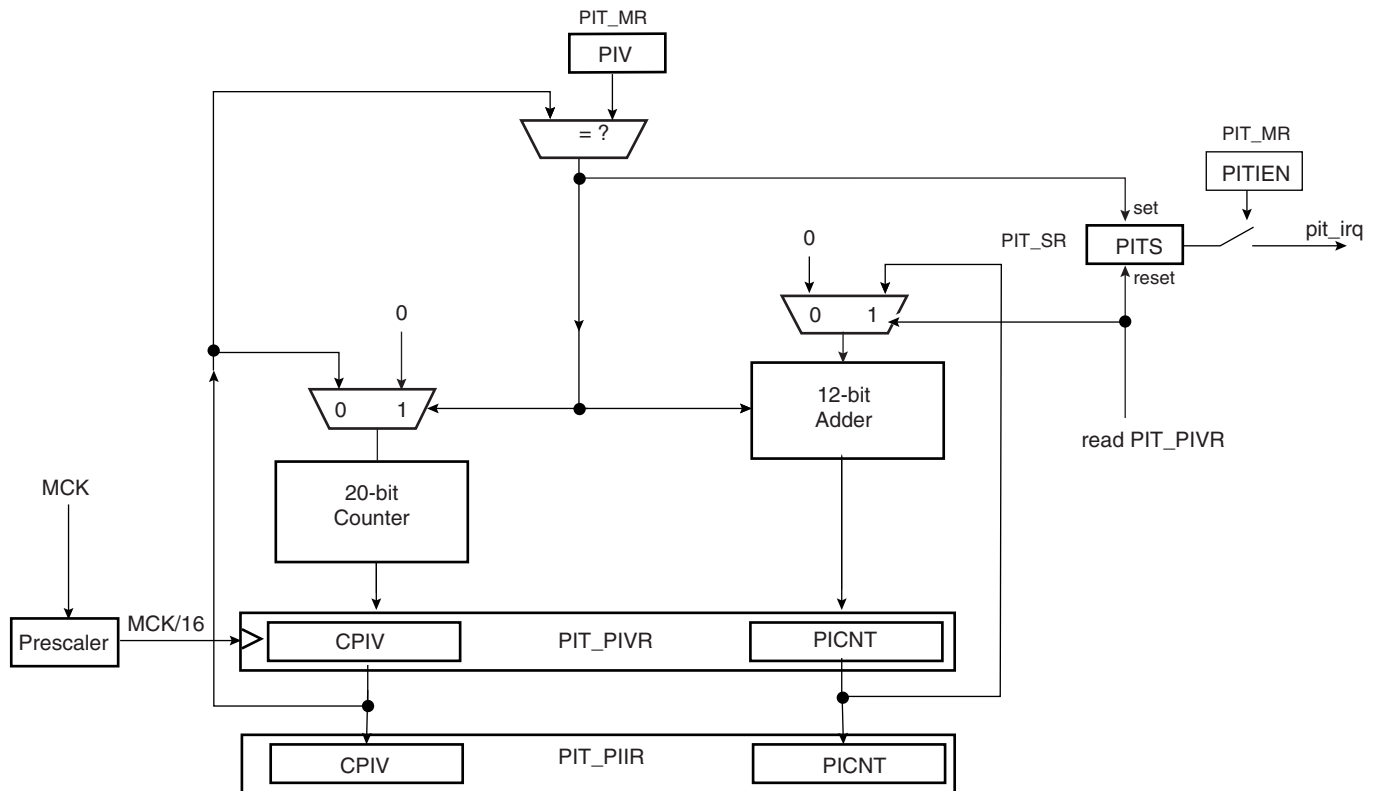 PIT_MR
PIV
= ?
PIT_MR
PITIEN
set
PIT_SR
PITS
pit_irq
reset
0
0 1
0
0 1
12-bit
Adder
read PIT_PIVR
MCK
20-bit
Counter
Prescaler
MCK/16
CPIV
PIT_PIVR
PICNT
CPIV
PIT_PIIR
PICNT